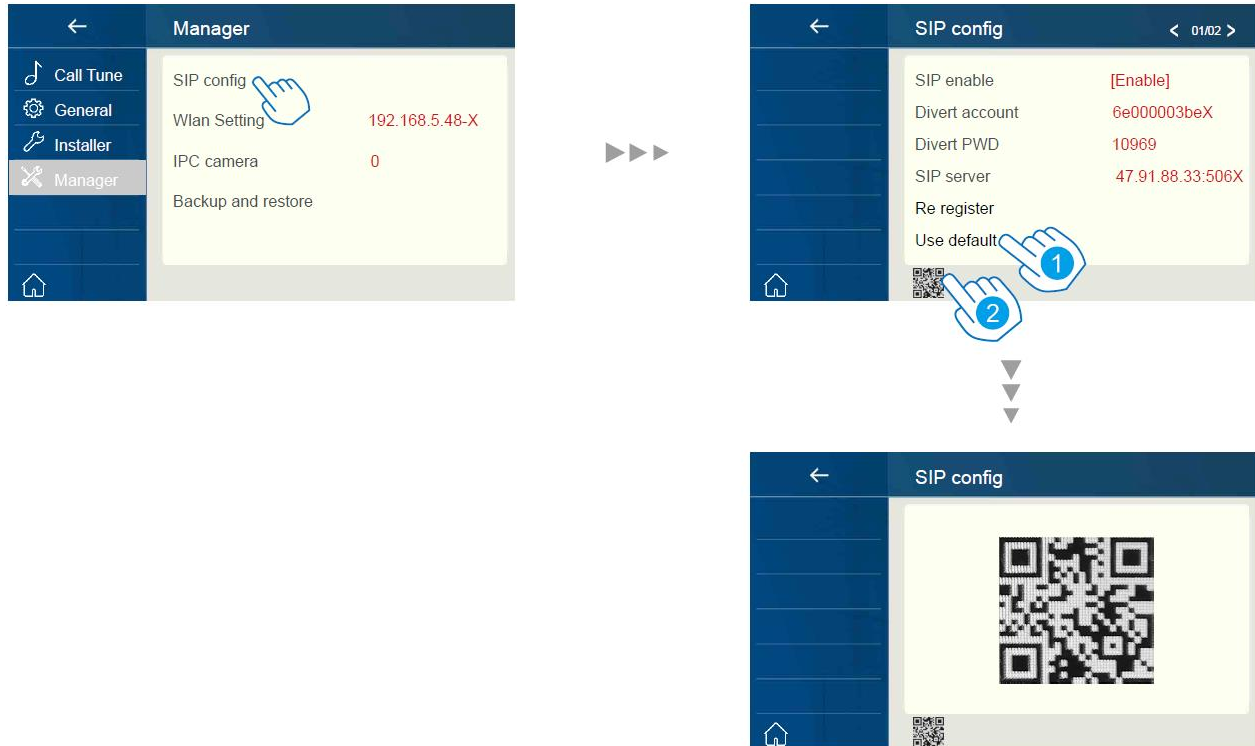 Manager
Call Tune
General
Installer
Manager
SIP config
Wlan Setting 192.168.5.48-X
IPC camera 0
Backup and restore
SIP config < 01/02 >
SIP enable [Enable]
Divert account 6e000003beX
Divert PWD 10969
SIP server 47.91.88.33:506X
Re register
Use default
1
2
SIP config